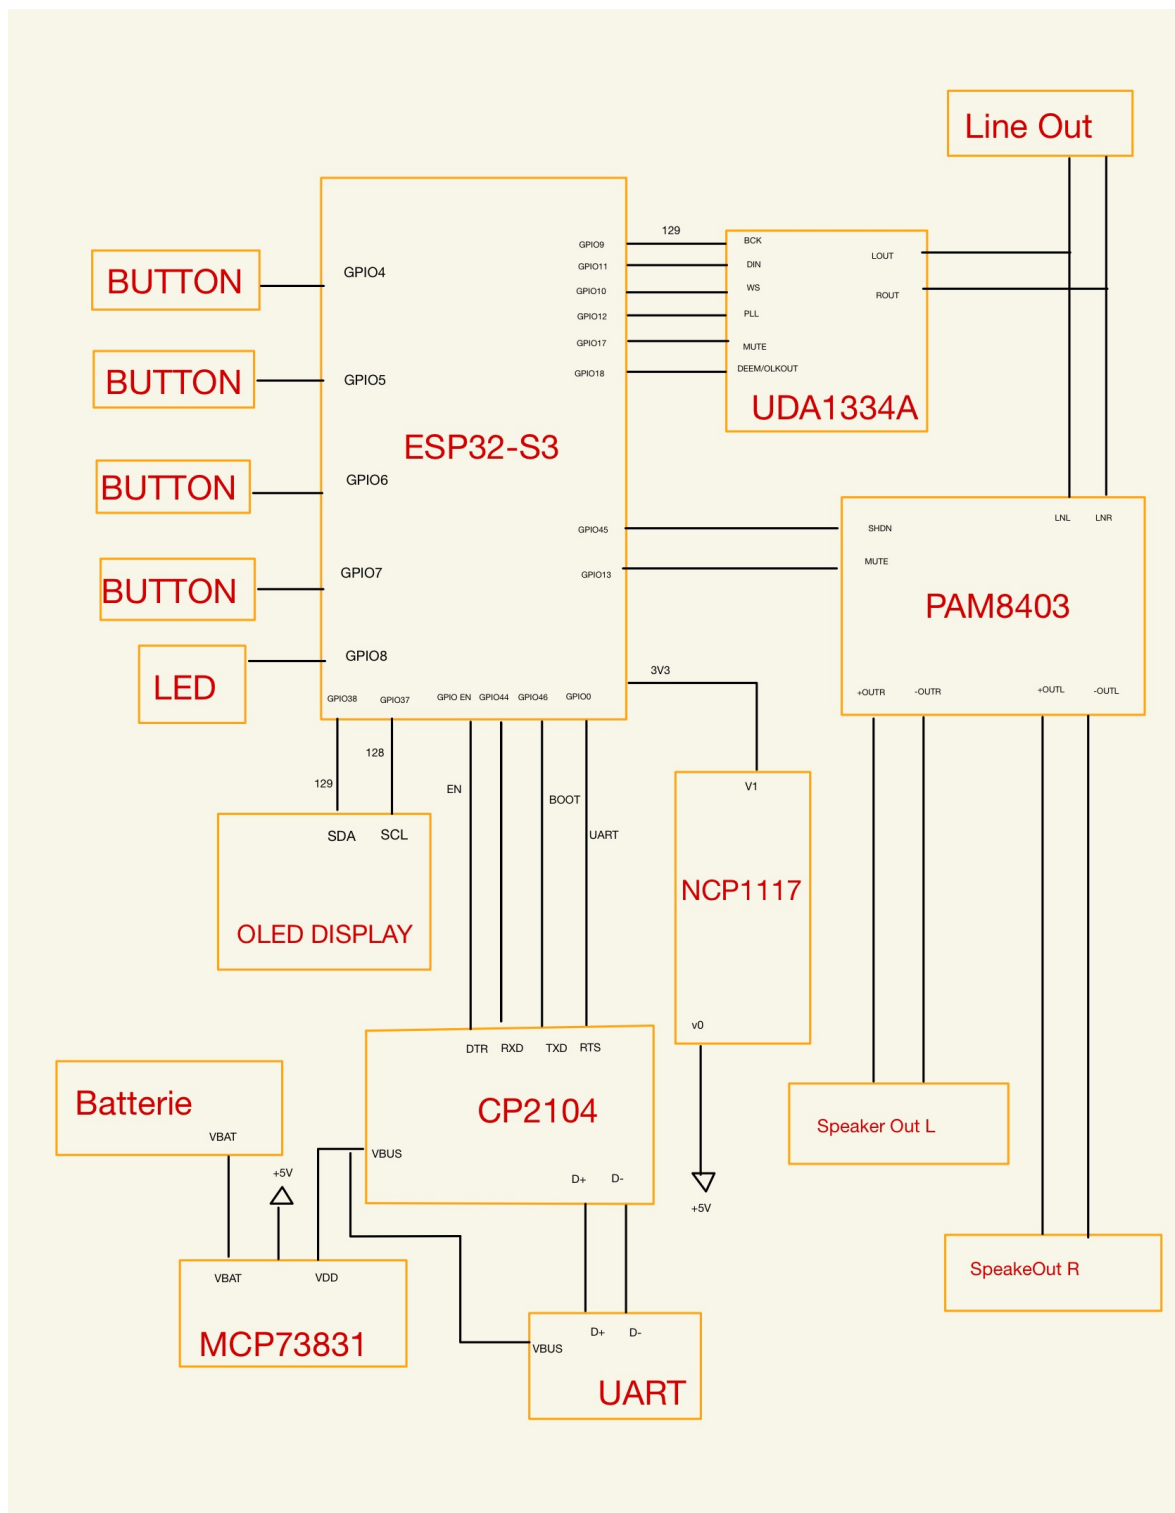 Line Out
129
GPIO9
BCK
GPIO11
DIN
GPIO10
WS
GPIO12
PLL
GPIO17
MUTE
GPIO18
DEEM/OLKOUT
LOUT
ROUT
UDA1334A
BUTTON
GPIO4
BUTTON
GPIO5
BUTTON
GPIO6
BUTTON
GPIO7
LED
GPIO8
ESP32-S3
GPIO45
GPIO13
SHDN
MUTE
LNL
LNR
PAM8403
+OUTR
-OUTR
+OUTL
-OUTL
GPIO38
GPIO37
GPIO EN
GPIO44
GPIO46
GPIO0
3V3
129
128
EN
BOOT
UART
SDA
SCL
OLED DISPLAY
V1
NCP1117
v0
+5V
DTR
RXD
TXD
RTS
CP2104
VBUS
D+
D-
Batterie
VBAT
+5V
VBAT
VDD
MCP73831
D+
D-
VBUS
UART
Speaker Out L
SpeakeOut R